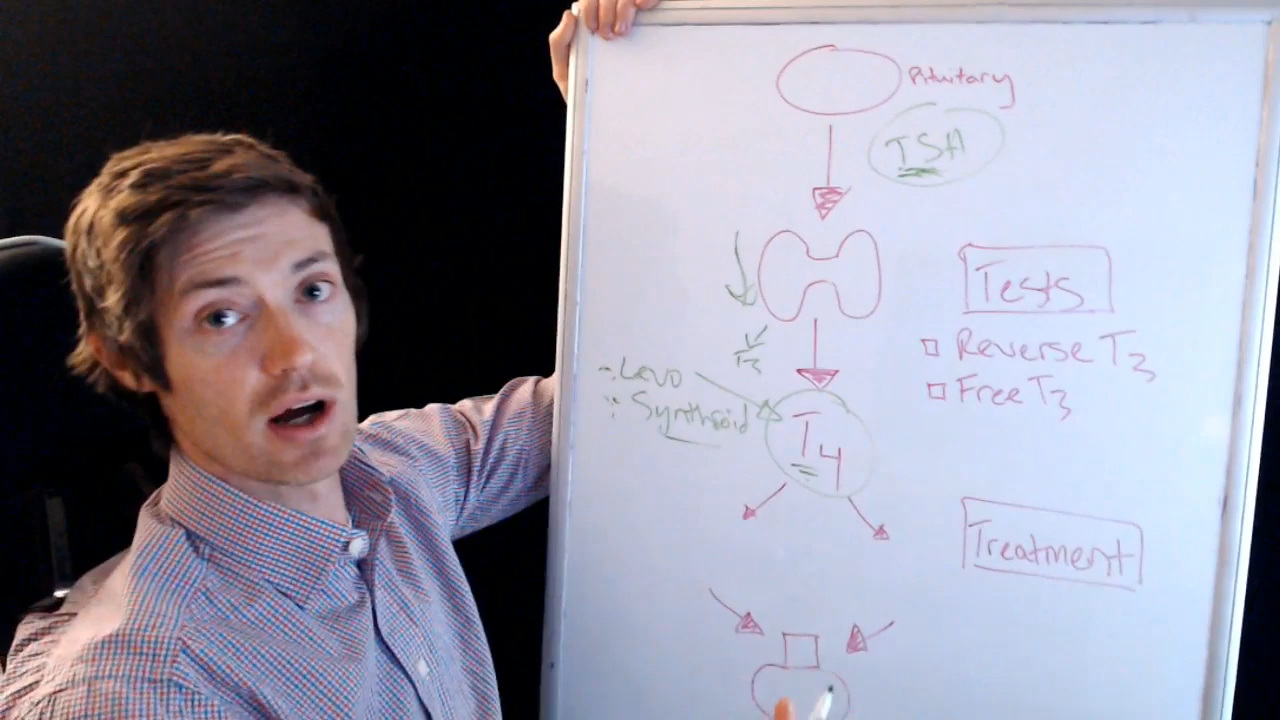 Pituitary
TSH
Tests
Reverse T3
Free T3
T3
Levo
Synthroid
T4
Treatment